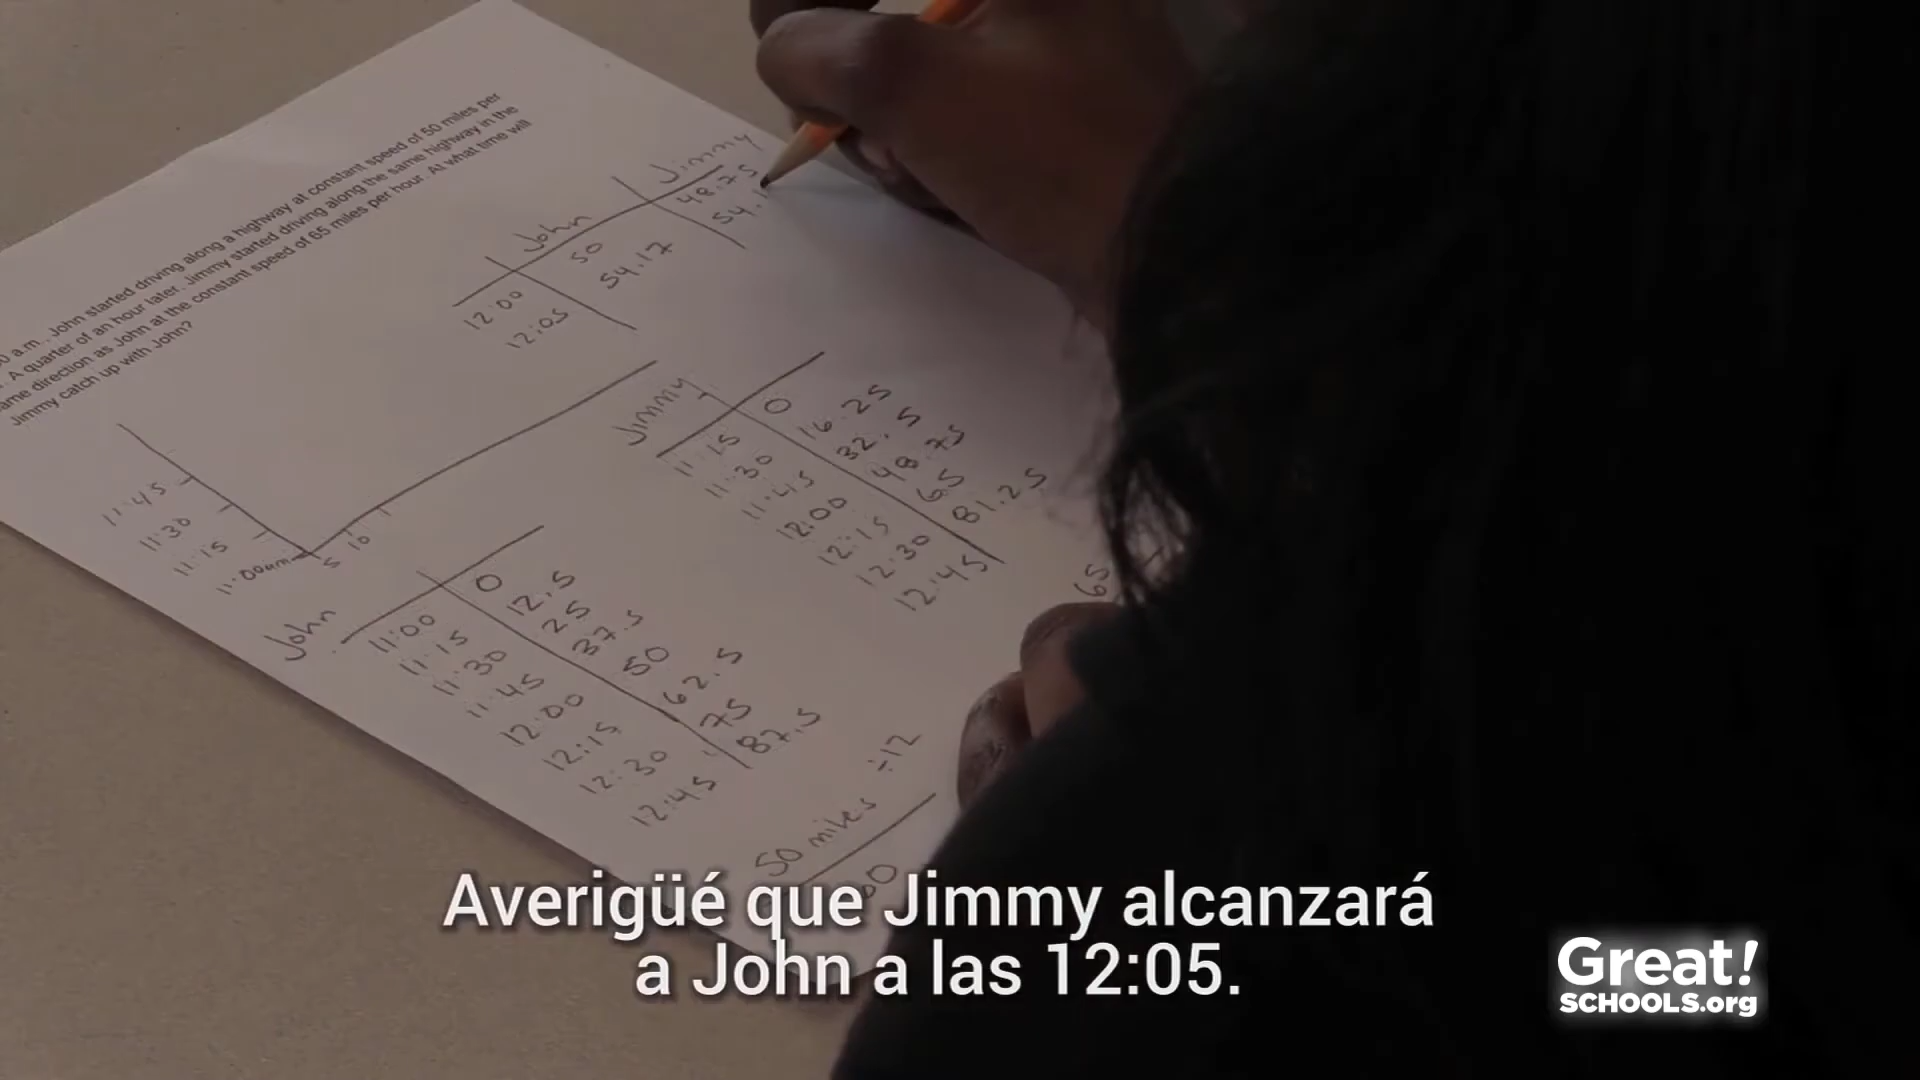 0 a.m., John started driving along a highway at constant speed of 50 miles per
. A quarter of an hour later, Jimmy started driving along the same highway in the
ame direction as John at the constant speed of 65 miles per hour. At what time will
Jimmy catch up with John?
John Jimmy
12:00 50 48.75
12:05 54.17 54.1
11:45
11:30
11:15
11:00am
5 10
Jimmy
11:15 0
11:30 16.25
11:45 32.5
12:00 48.75
12:15 65
12:30 81.25
12:45
65
John
11:00 0
11:15 12.5
11:30 25
11:45 37.5
12:00 50
12:15 62.5
12:30 75
12:45 87.5
50 miles ÷12
Averigüé que Jimmy alcanzará
a John a las 12:05.
Great!
SCHOOLS.org